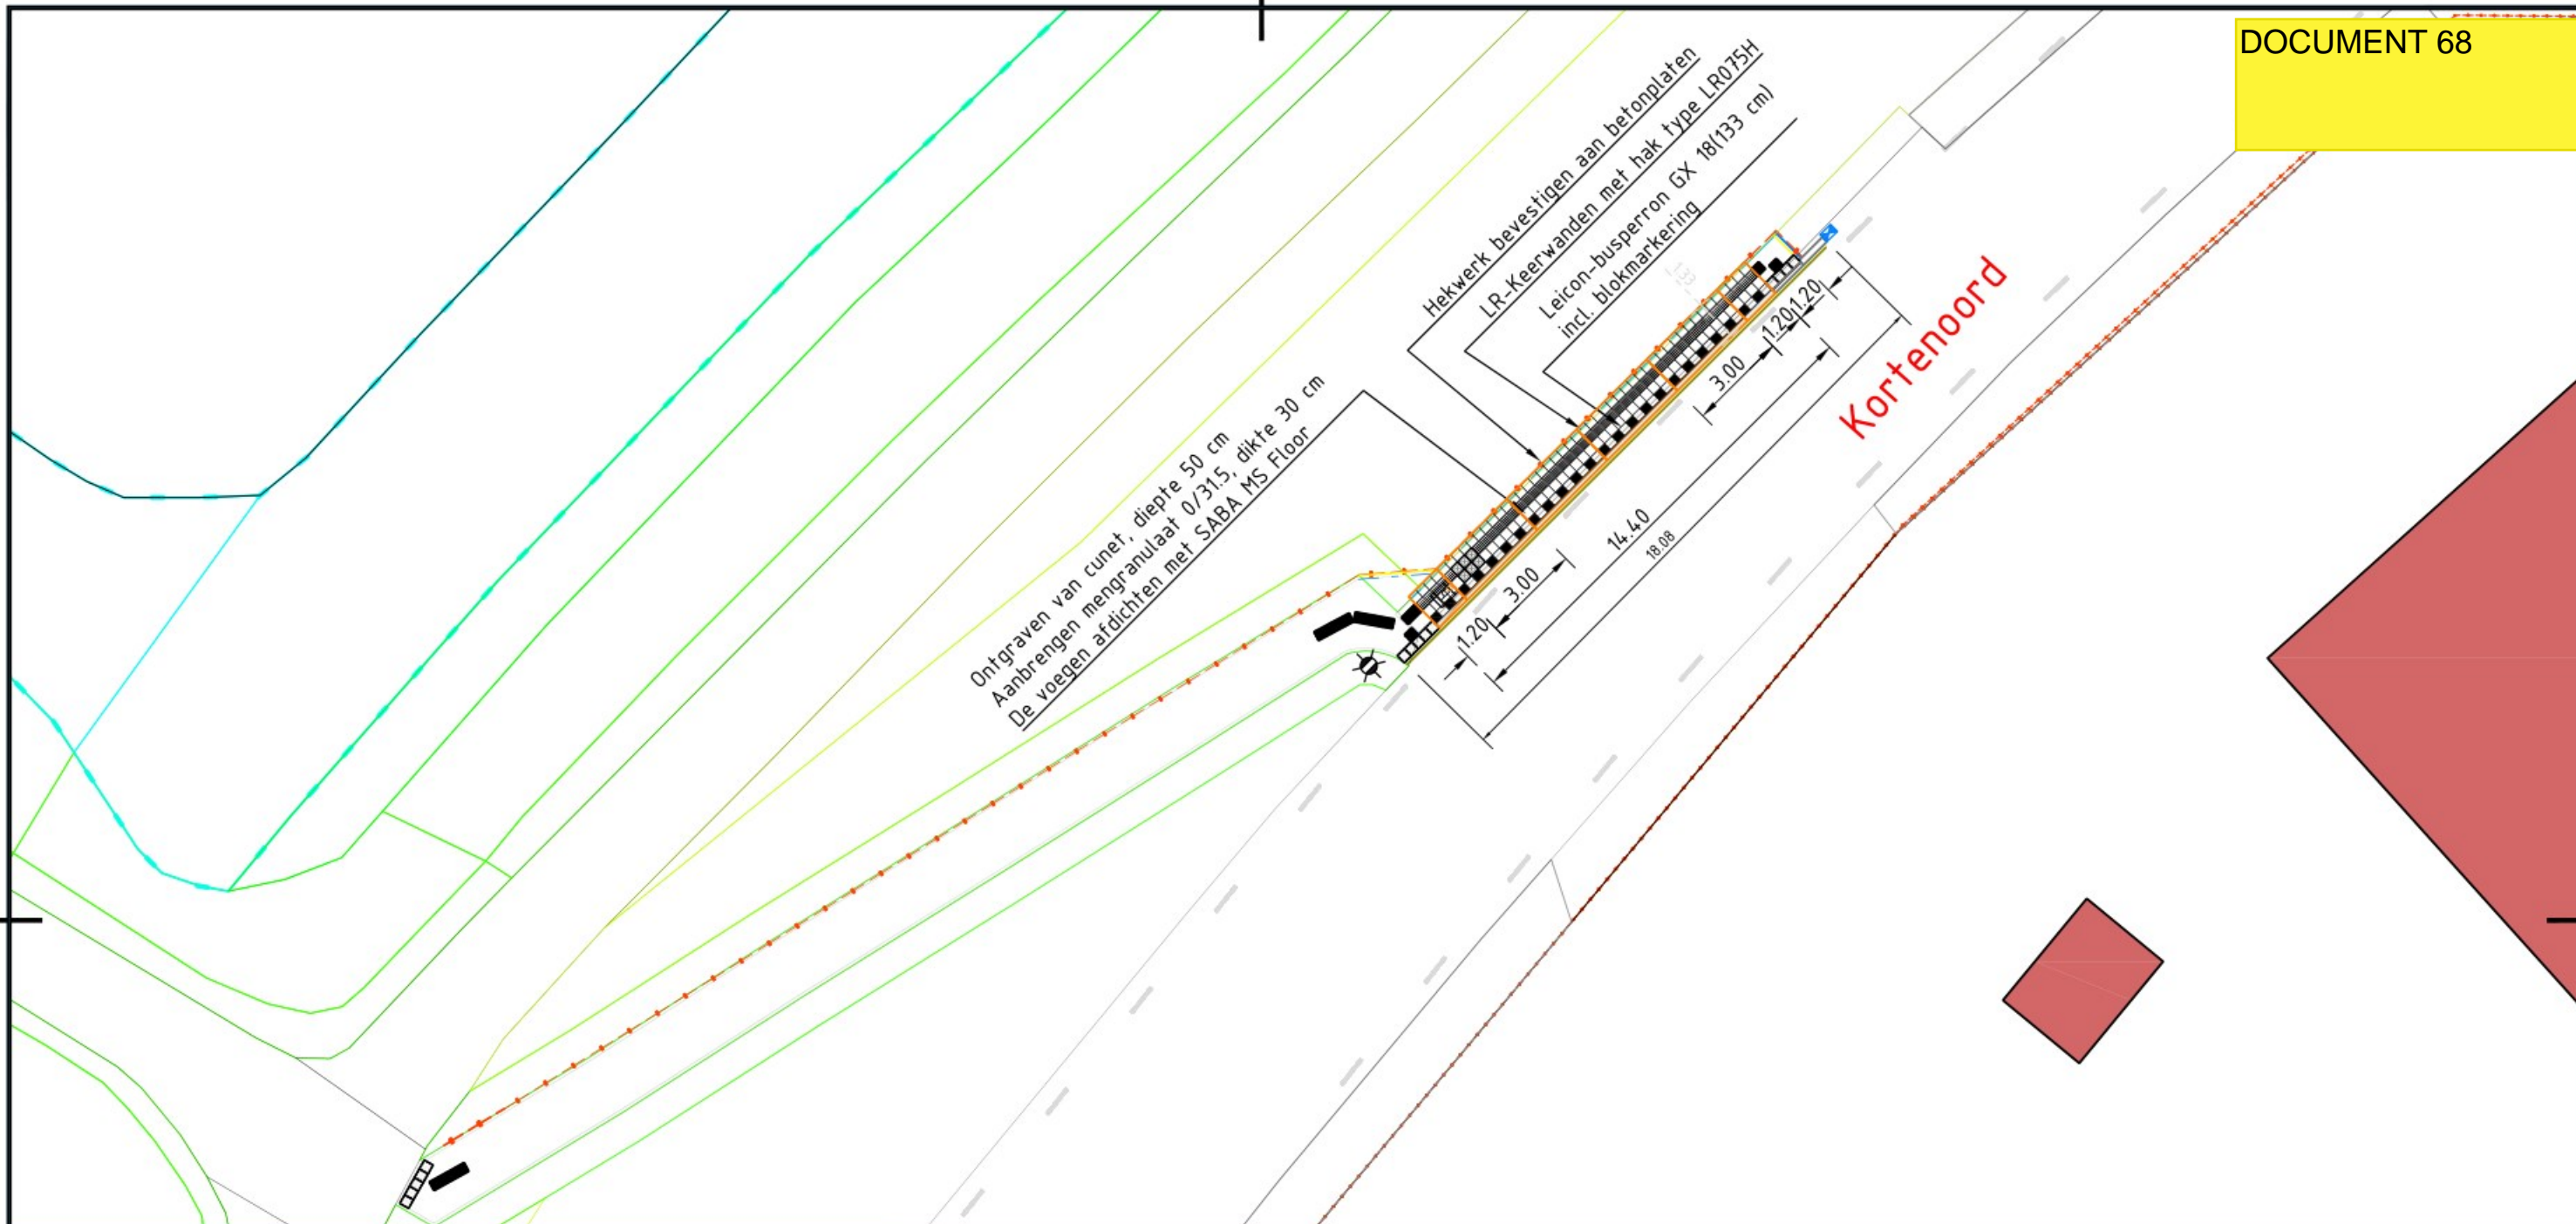 DOCUMENT 68
Hekwerk bevestigen aan betonplaten
LR-Keerwanden met hak type LR075H
Leicon-busperron GX 18(133 cm)
incl. blokmarkering
133
Ontgraven van cunet, diepte 50 cm
Aanbrengen mengranulaat 0/31.5, dikte 30 cm
De voegen afdichten met SABA MS Floor
1.20
1.20
3.00
14.40
18.08
3.00
1.20
Kortenoord